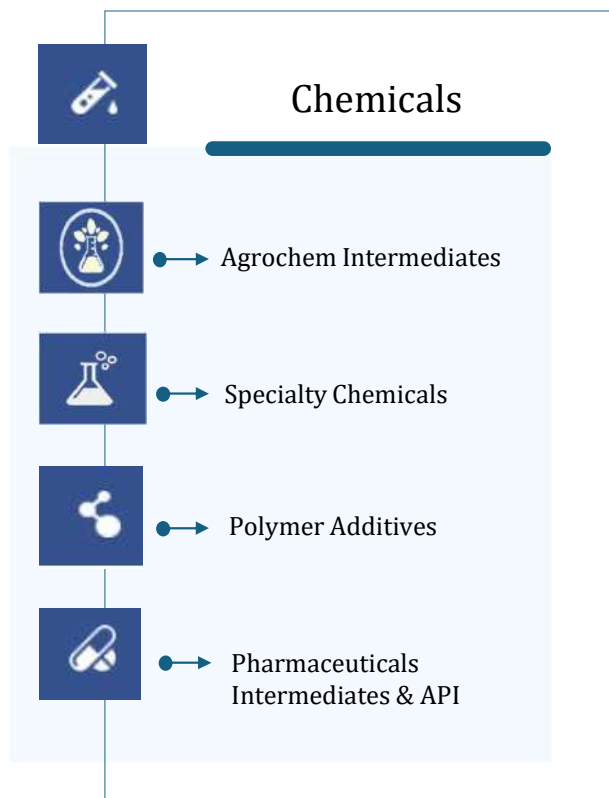 Chemicals
Agrochem Intermediates
Specialty Chemicals
Polymer Additives
Pharmaceuticals
Intermediates & API